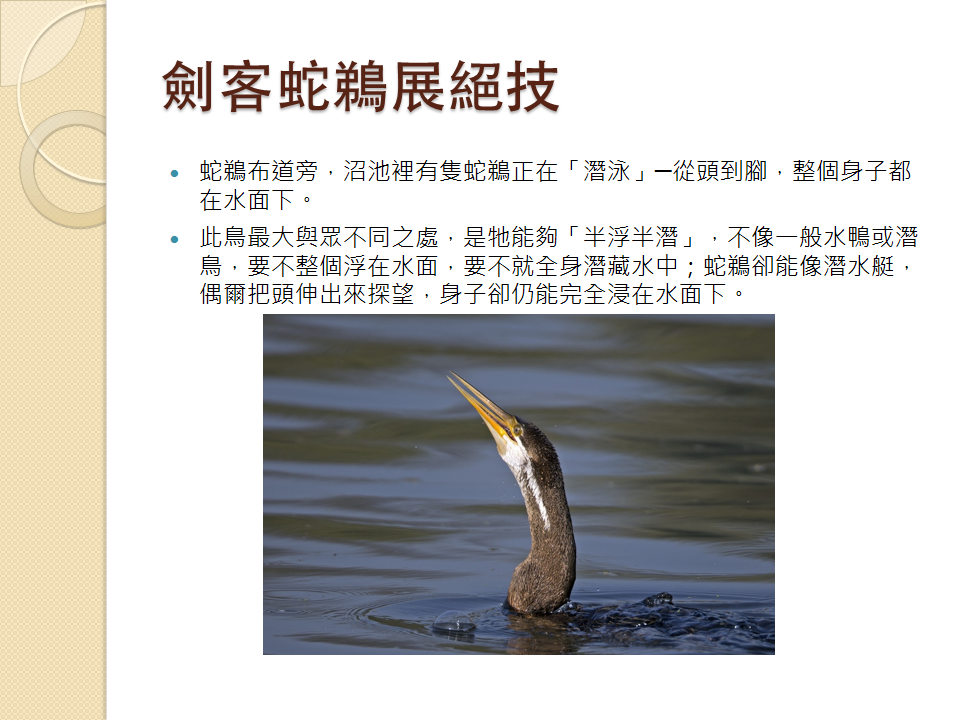 劍客蛇鵜展絕技
蛇鵜布道旁，沼池裡有隻蛇鵜正在「潛泳」─從頭到腳，整個身子都
在水面下。
此鳥最大與眾不同之處，是牠能夠「半浮半潛」，不像一般水鴨或潛
鳥，要不整個浮在水面，要不就全身潛藏水中；蛇鵜卻能像潛水艇，
偶爾把頭伸出來探望，身子卻仍能完全浸在水面下。